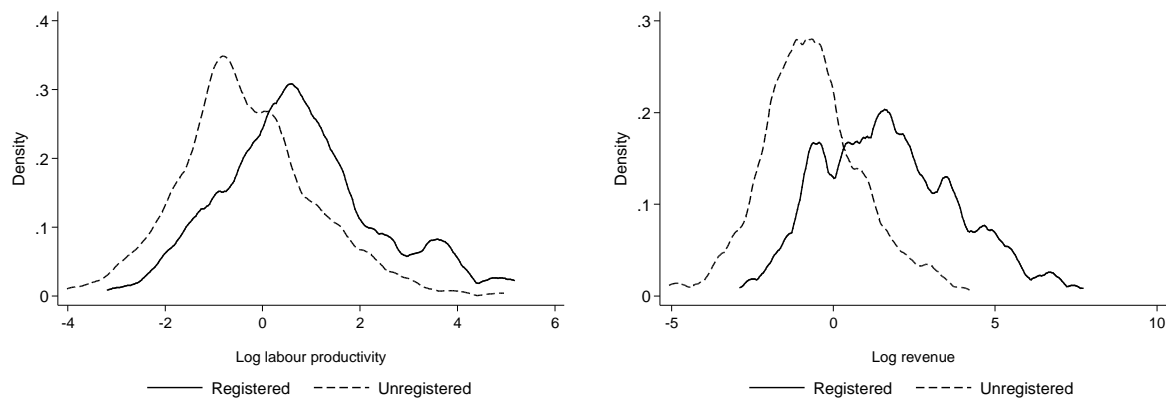 .4
.3
.2
.1
0
Density
-4 -2 0 2 4 6
Log labour productivity
Registered Unregistered
.3
.2
.1
0
Density
-5 0 5 10
Log revenue
Registered Unregistered